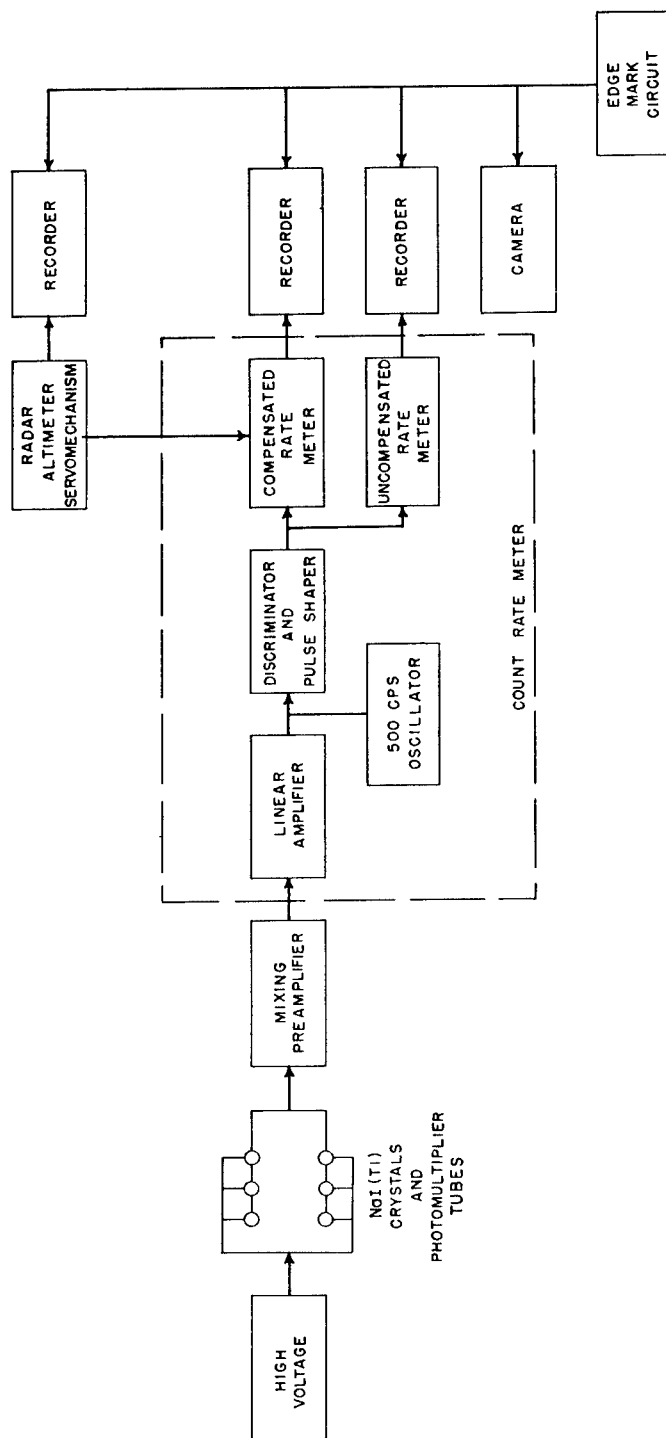 HIGH
VOLTAGE
NaI (Tl)
CRYSTALS
AND
PHOTOMULTIPLIER
TUBES
MIXING
PREAMPLIFIER
LINEAR
AMPLIFIER
500 CPS
OSCILLATOR
DISCRIMINATOR
AND
PULSE SHAPER
COMPENSATED
RATE
METER
UNCOMPENSATED
RATE
METER
COUNT RATE METER
RADAR
ALTIMETER
SERVOMECHANISM
RECORDER
RECORDER
RECORDER
CAMERA
EDGE
MARK
CIRCUIT